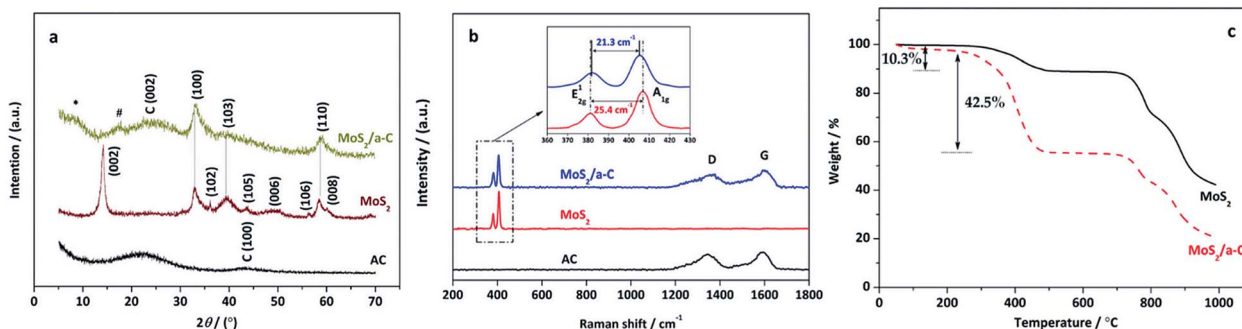 a
Intention / (a.u.)
*
#
C (002)
(100)
(103)
(110)
MoS2/a-C
(002)
(102)
(105)
(006)
(106)
(008)
MoS2
C (100)
AC
0 10 20 30 40 50 60 70
2θ / (°)
b
Intensity / (a.u.)
21.3 cm-1
E12g
A1g
25.4 cm-1
360 370 380 390 400 410 420 430
D
G
MoS2/a-C
MoS2
AC
200 400 600 800 1000 1200 1400 1600 1800
Raman shift / cm-1
c
Weight / %
100
80
60
40
20
0
10.3%
42.5%
MoS2
MoS2/a-C
0 200 400 600 800 1000
Temperature / °C